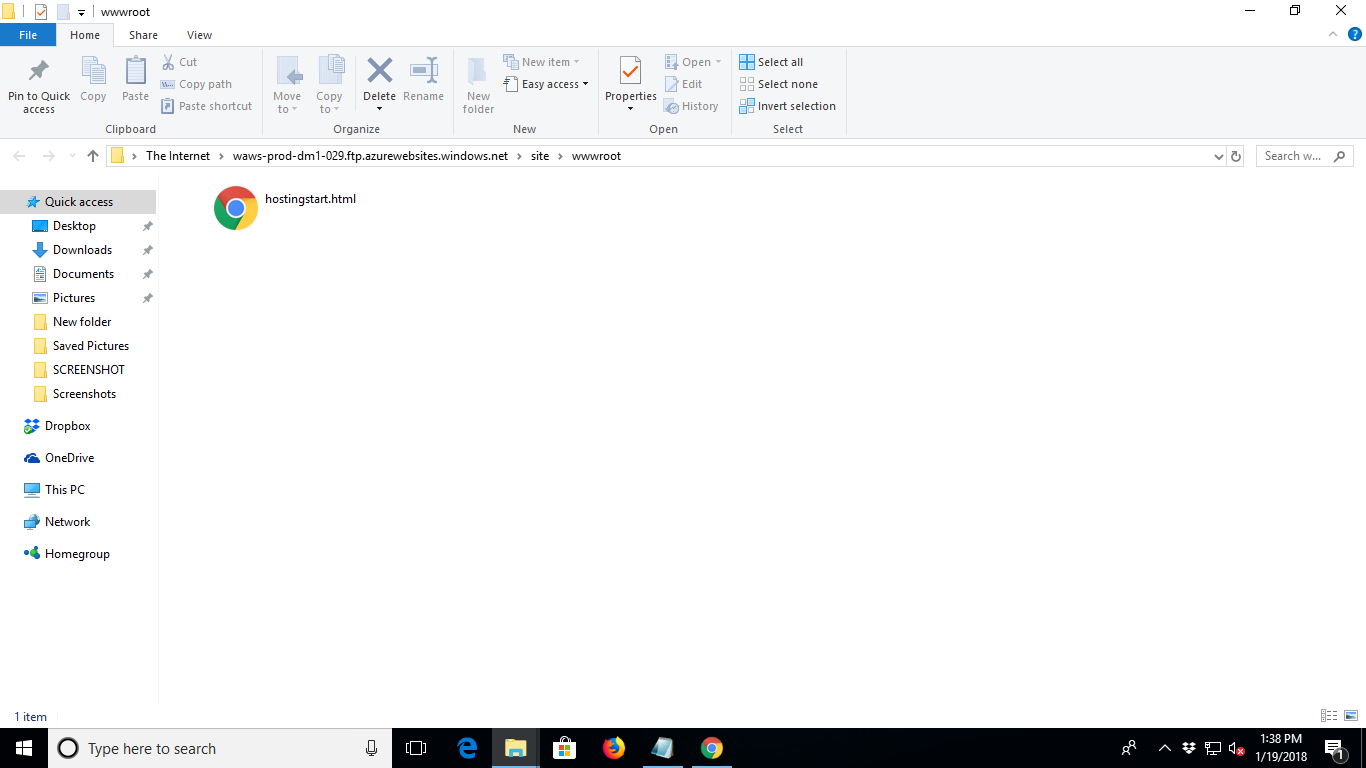 wwwroot
File Home Share View
Pin to Quick access
Copy
Paste
Cut
Copy path
Paste shortcut
Clipboard
Move to
Copy to
Delete
Rename
Organize
New folder
New item
Easy access
New
Properties
Open
Edit
History
Open
Select all
Select none
Invert selection
Select
The Internet > waws-prod-dm1-029.ftp.azurewebsites.windows.net > site > wwwroot
Search w...
Quick access
Desktop
Downloads
Documents
Pictures
New folder
Saved Pictures
SCREENSHOT
Screenshots
Dropbox
OneDrive
This PC
Network
Homegroup
hostingstart.html
1 item
Type here to search
1:38 PM
1/19/2018
1